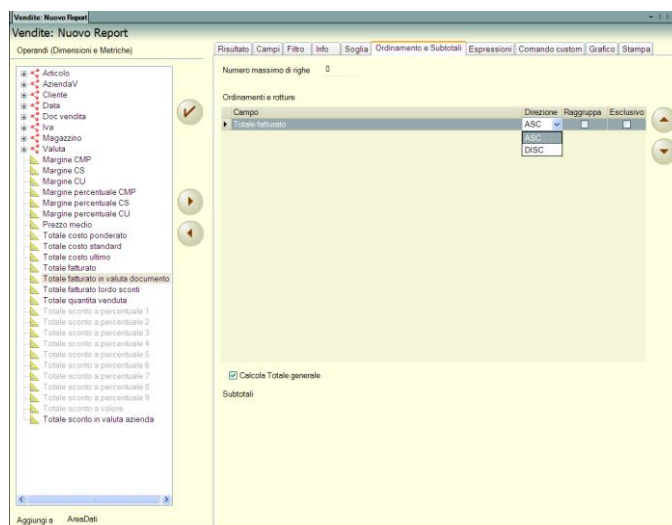 Vendite: Nuovo Report
Vendite: Nuovo Report
Operandi (Dimensioni e Metriche)
Risultato Campi Filtro Info Soglia Ordinamento e Subtotali Espressioni Comando custom Grafico Stampa
Numero massimo di righe 0
Ordinamenti e rotture
Campo Direzione Raggruppa Esclusivo
Totale fatturato ASC
ASC
DISC
Articolo
AziendaV
Cliente
Data
Doc vendita
Iva
Magazzino
Valuta
Margine CMP
Margine CS
Margine CU
Margine percentuale CMP
Margine percentuale CS
Margine percentuale CU
Prezzo medio
Totale costo ponderato
Totale costo standard
Totale costo ultimo
Totale fatturato
Totale fatturato in valuta documento
Totale fatturato lordo sconti
Totale quantita venduta
Totale sconto a percentuale 1
Totale sconto a percentuale 2
Totale sconto a percentuale 3
Totale sconto a percentuale 4
Totale sconto a percentuale 5
Totale sconto a percentuale 6
Totale sconto a percentuale 7
Totale sconto a percentuale 8
Totale sconto a percentuale 9
Totale sconto a valore
Totale sconto in valuta azienda
Calcola Totale generale
Subtotali
Aggiungi a AreaDati